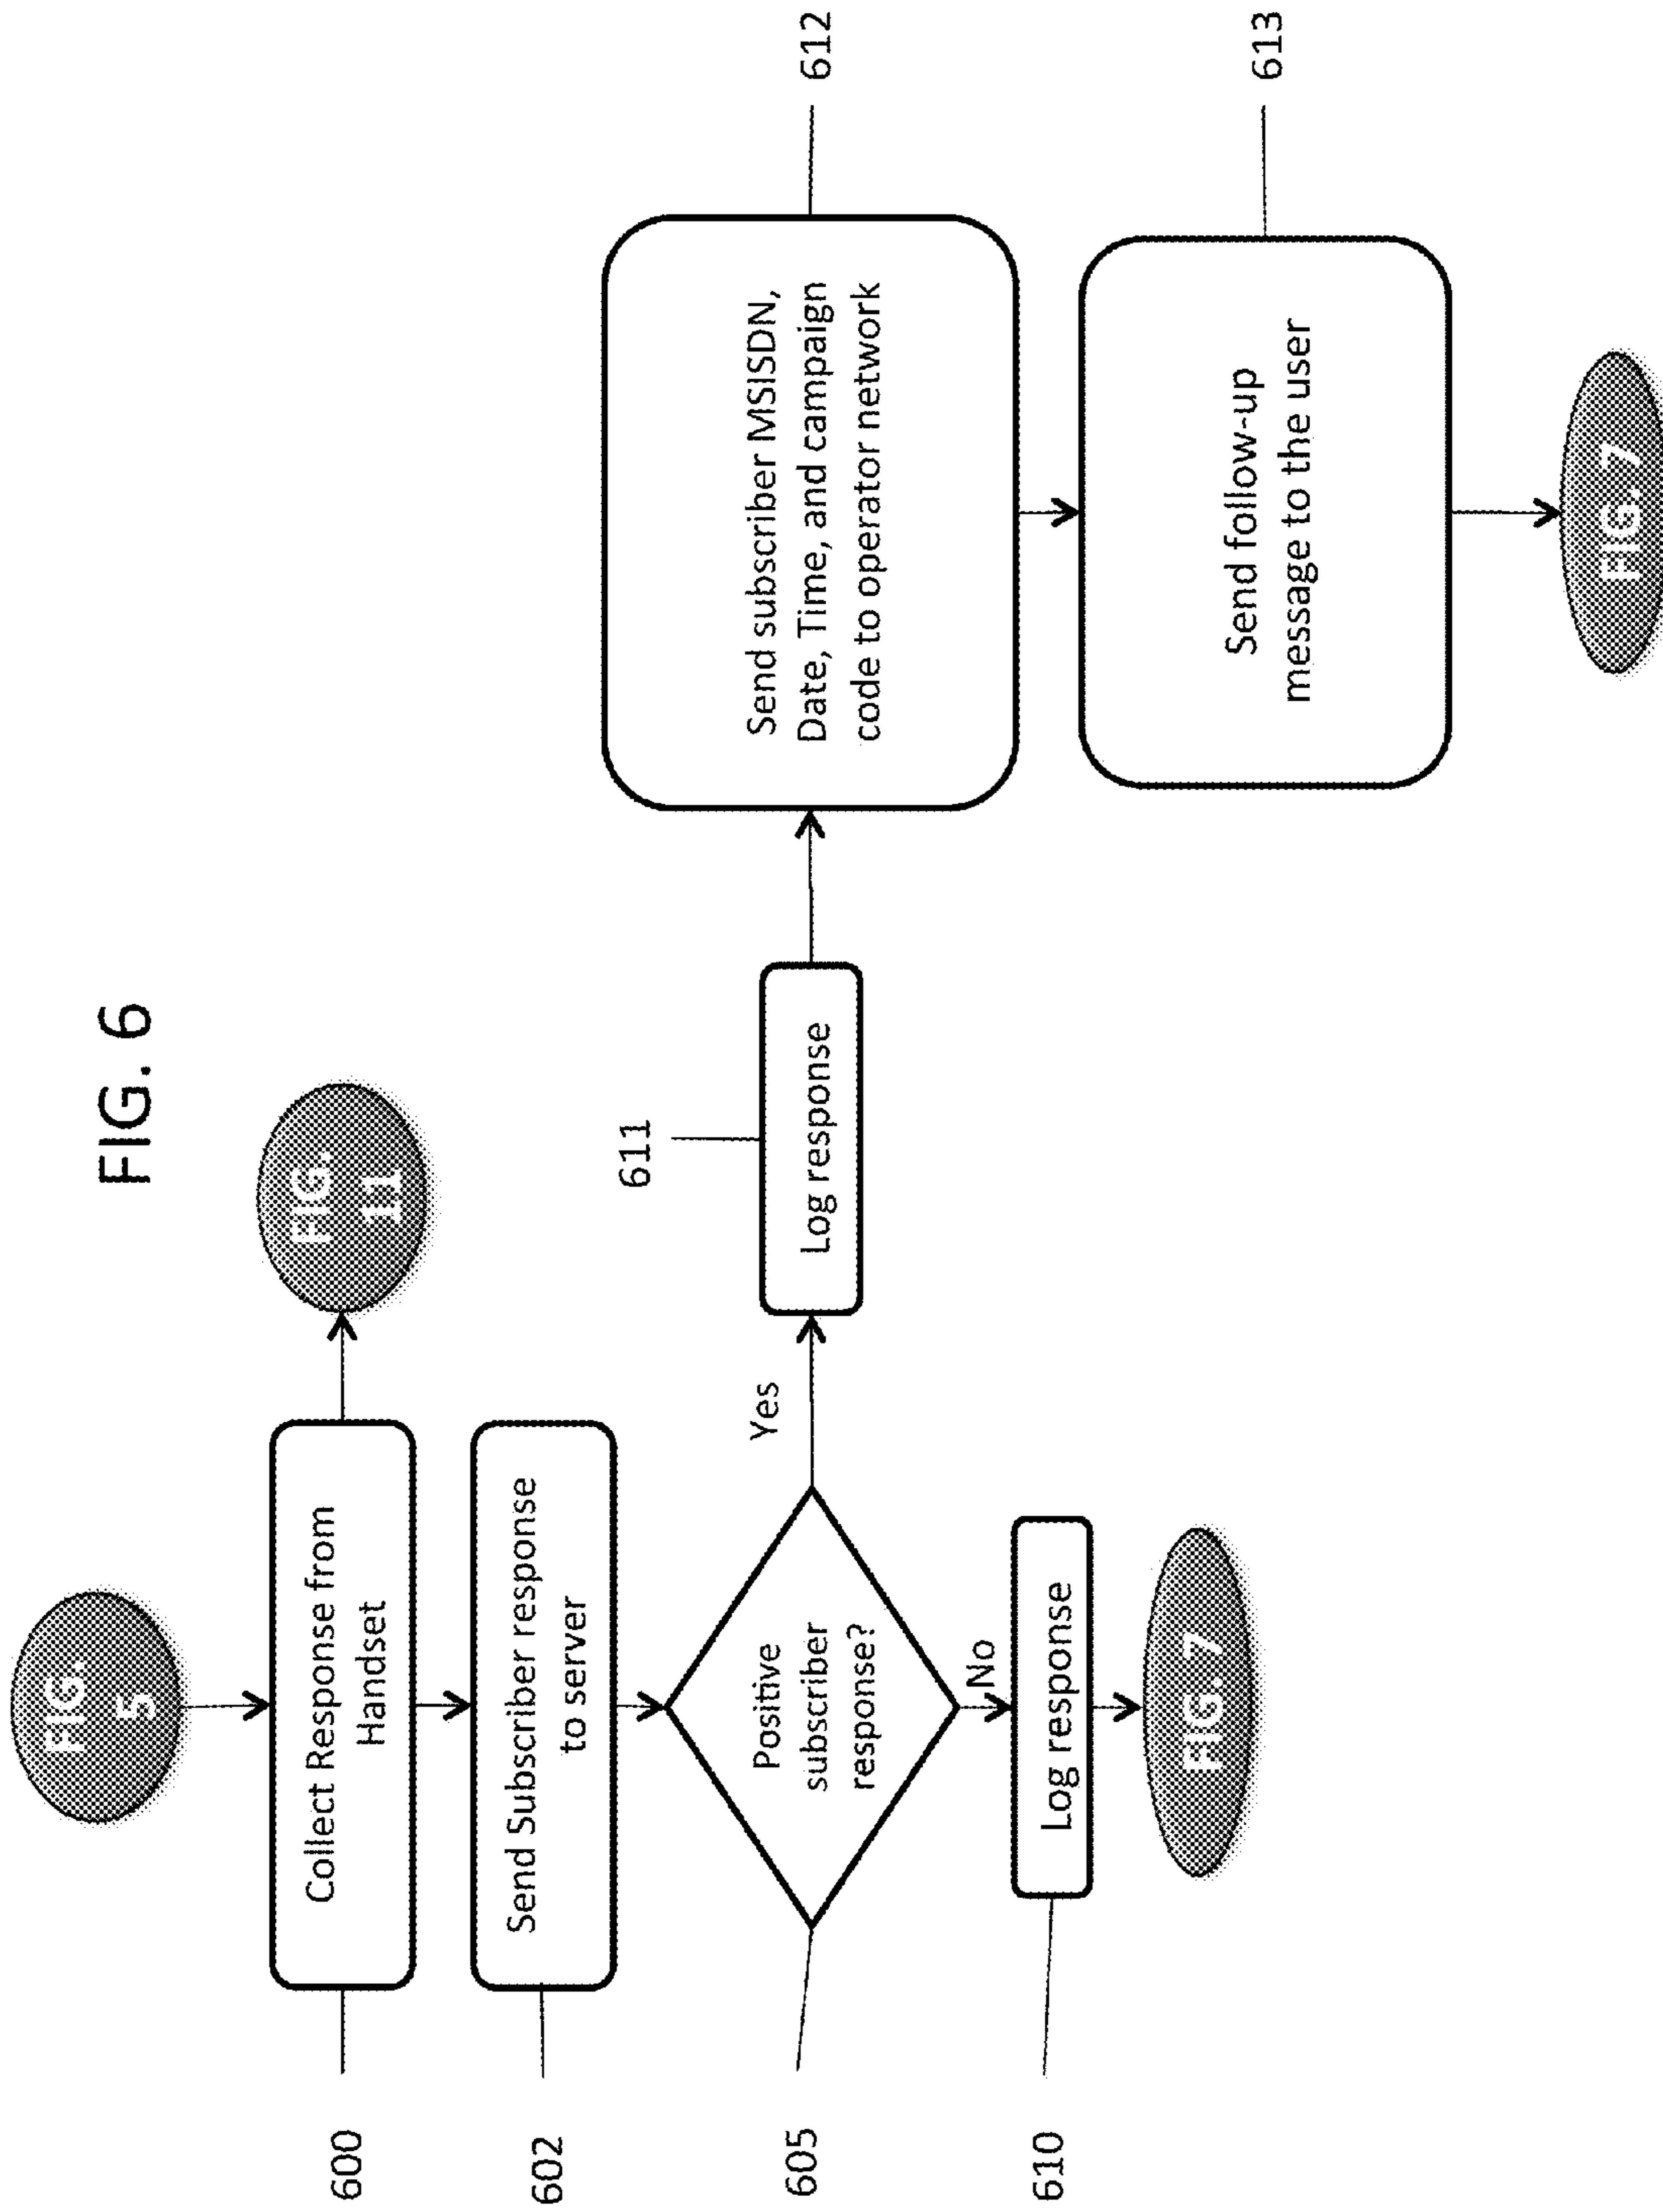 FIG. 6
FIG.
5
600
Collect Response from
Handset
FIG.
11
602
Send Subscriber response
to server
605
Positive
subscriber
response?
Yes
611
Log response
612
Send subscriber MSISDN,
Date, Time, and campaign
code to operator network
No
610
Log response
FIG.7
613
Send follow-up
message to the user
FIG. 7